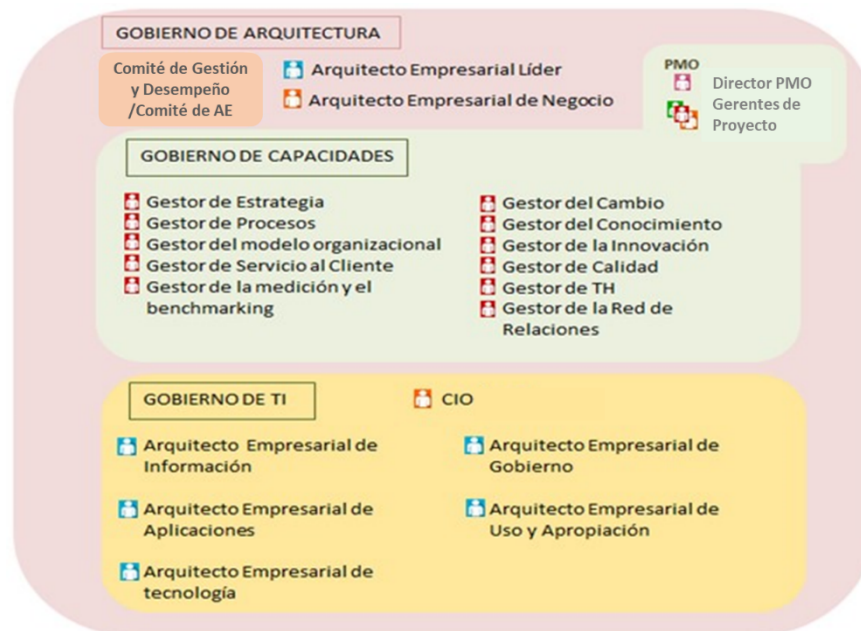 GOBIERNO DE ARQUITECTURA
Comité de Gestión
y Desempeño
/Comité de AE
Arquitecto Empresarial Líder
Arquitecto Empresarial de Negocio
PMO
Director PMO
Gerentes de
Proyecto
GOBIERNO DE CAPACIDADES
Gestor de Estrategia
Gestor de Procesos
Gestor del modelo organizacional
Gestor de Servicio al Cliente
Gestor de la medición y el
benchmarking
Gestor del Cambio
Gestor del Conocimiento
Gestor de la Innovación
Gestor de Calidad
Gestor de TH
Gestor de la Red de
Relaciones
GOBIERNO DE TI
CIO
Arquitecto Empresarial de
Información
Arquitecto Empresarial de
Aplicaciones
Arquitecto Empresarial de
tecnología
Arquitecto Empresarial de
Gobierno
Arquitecto Empresarial de
Uso y Apropiación